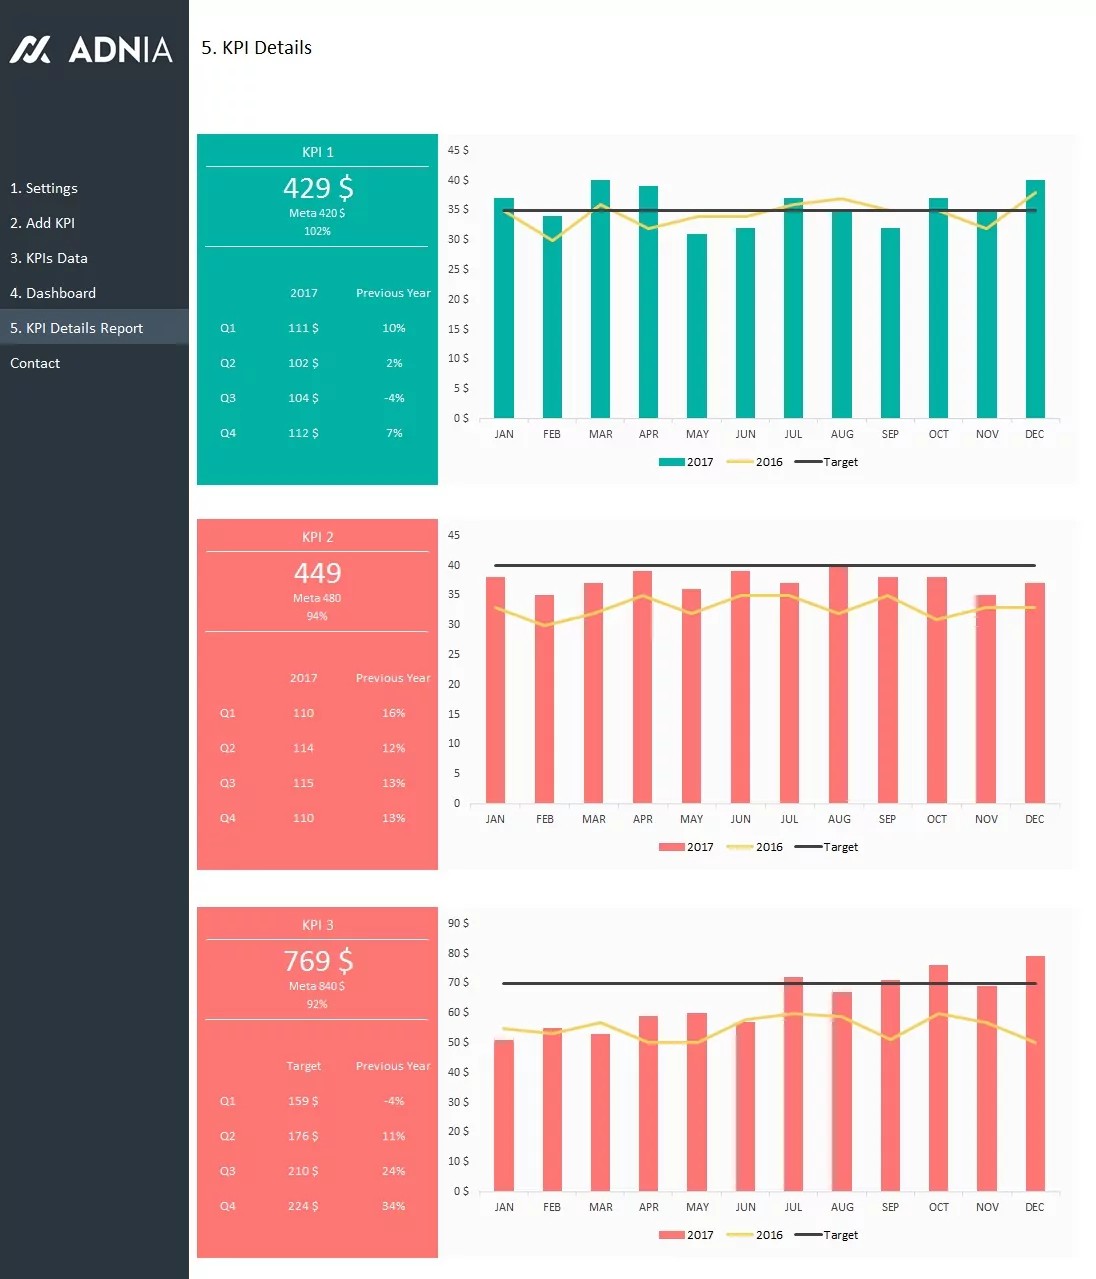 ADNIA
5. KPI Details
1. Settings
2. Add KPI
3. KPIs Data
4. Dashboard
5. KPI Details Report
Contact
KPI 1
429 $
Meta 420 $
102%
2017 Previous Year
Q1 111 $ 10%
Q2 102 $ 2%
Q3 104 $ -4%
Q4 112 $ 7%
45 $
40 $
35 $
30 $
25 $
20 $
15 $
10 $
5 $
0 $
JAN FEB MAR APR MAY JUN JUL AUG SEP OCT NOV DEC
2017 2016 Target
KPI 2
449
Meta 480
94%
2017 Previous Year
Q1 110 16%
Q2 114 12%
Q3 115 13%
Q4 110 13%
45
40
35
30
25
20
15
10
5
0
JAN FEB MAR APR MAY JUN JUL AUG SEP OCT NOV DEC
2017 2016 Target
KPI 3
769 $
Meta 840 $
92%
Target Previous Year
Q1 159 $ -4%
Q2 176 $ 11%
Q3 210 $ 24%
Q4 224 $ 34%
90 $
80 $
70 $
60 $
50 $
40 $
30 $
20 $
10 $
0 $
JAN FEB MAR APR MAY JUN JUL AUG SEP OCT NOV DEC
2017 2016 Target